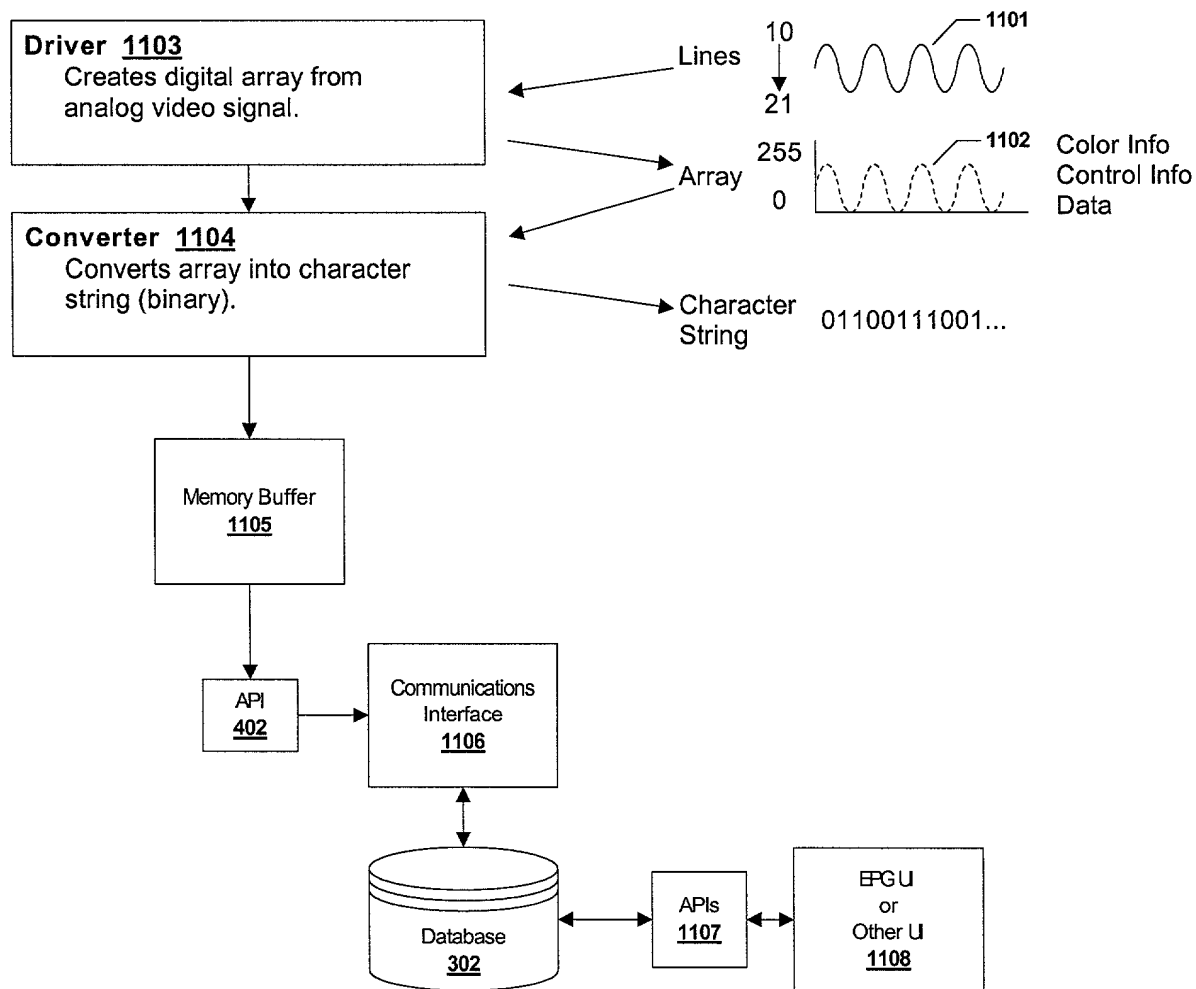 Driver 1103
Creates digital array from
analog video signal.
Lines
10
21
1101
Array
255
0
1102
Color Info
Control Info
Data
Converter 1104
Converts array into character
string (binary).
Character
String
01100111001...
Memory Buffer
1105
API
402
Communications
Interface
1106
Database
302
APIs
1107
EPG UI
or
Other UI
1108